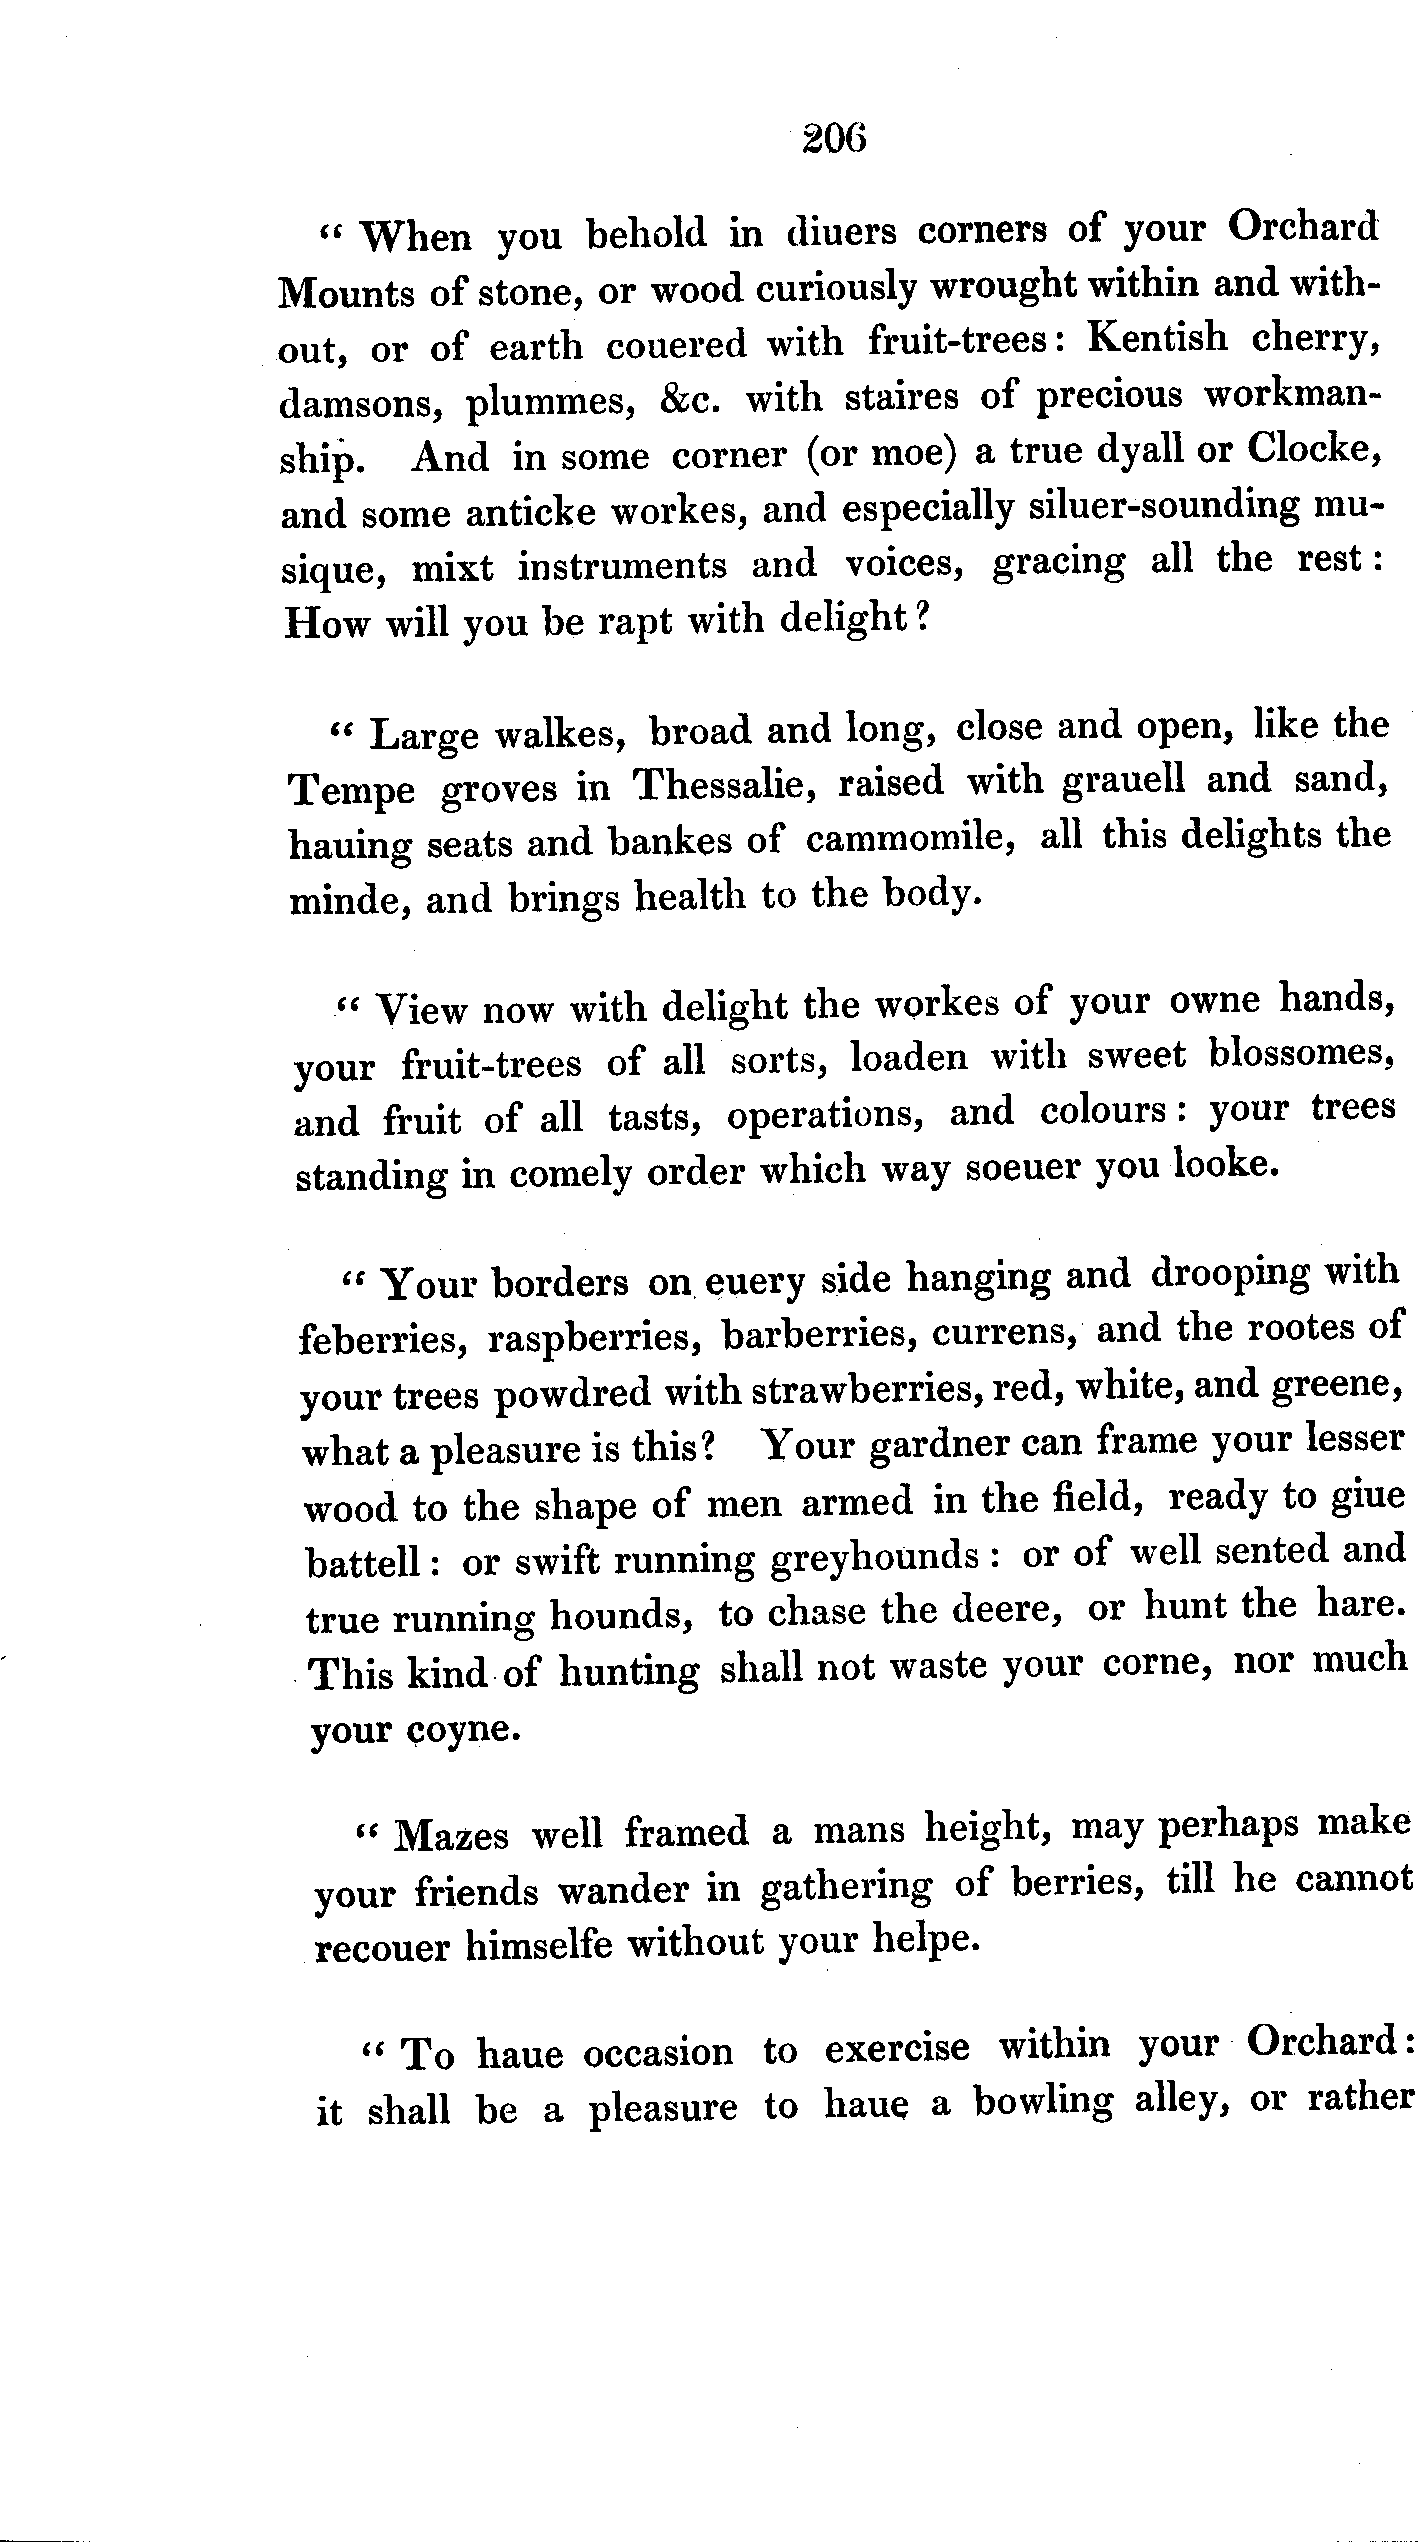 206
“ When you behold in diuers corners of your Orchard
Mounts of stone, or wood curiously wrought within and with-
out, or of earth couered with fruit-trees : Kentish cherry,
damsons, plummes, &c. with staires of precious workman-
ship. And in some corner (or moe) a true dyall or Clocke,
and some anticke workes, and especially siluer-sounding mu-
sique, mixt instruments and voices, gracing all the rest :
How will you be rapt with delight ?
“ Large walkes, broad and long, close and open, like the
Tempe groves in Thessalie, raised with grauell and sand,
hauing seats and bankes of cammomile, all this delights the
minde, and brings health to the body.
“ View now with delight the workes of your owne hands,
your fruit-trees of all sorts, loaden with sweet blossomes,
and fruit of all tasts, operations, and colours : your trees
standing in comely order which way soeuer you looke.
“ Your borders on euery side hanging and drooping with
feberries, raspberries, barberries, currens, and the rootes of
your trees powdred with strawberries, red, white, and greene,
what a pleasure is this? Your gardner can frame your lesser
wood to the shape of men armed in the field, ready to giue
battell : or swift running greyhounds : or of well sented and
true running hounds, to chase the deere, or hunt the hare.
This kind of hunting shall not waste your corne, nor much
your coyne.
“ Mazes well framed a mans height, may perhaps make
your friends wander in gathering of berries, till he cannot
recouer himselfe without your helpe.
“ To haue occasion to exercise within your Orchard :
it shall be a pleasure to haue a bowling alley, or rather